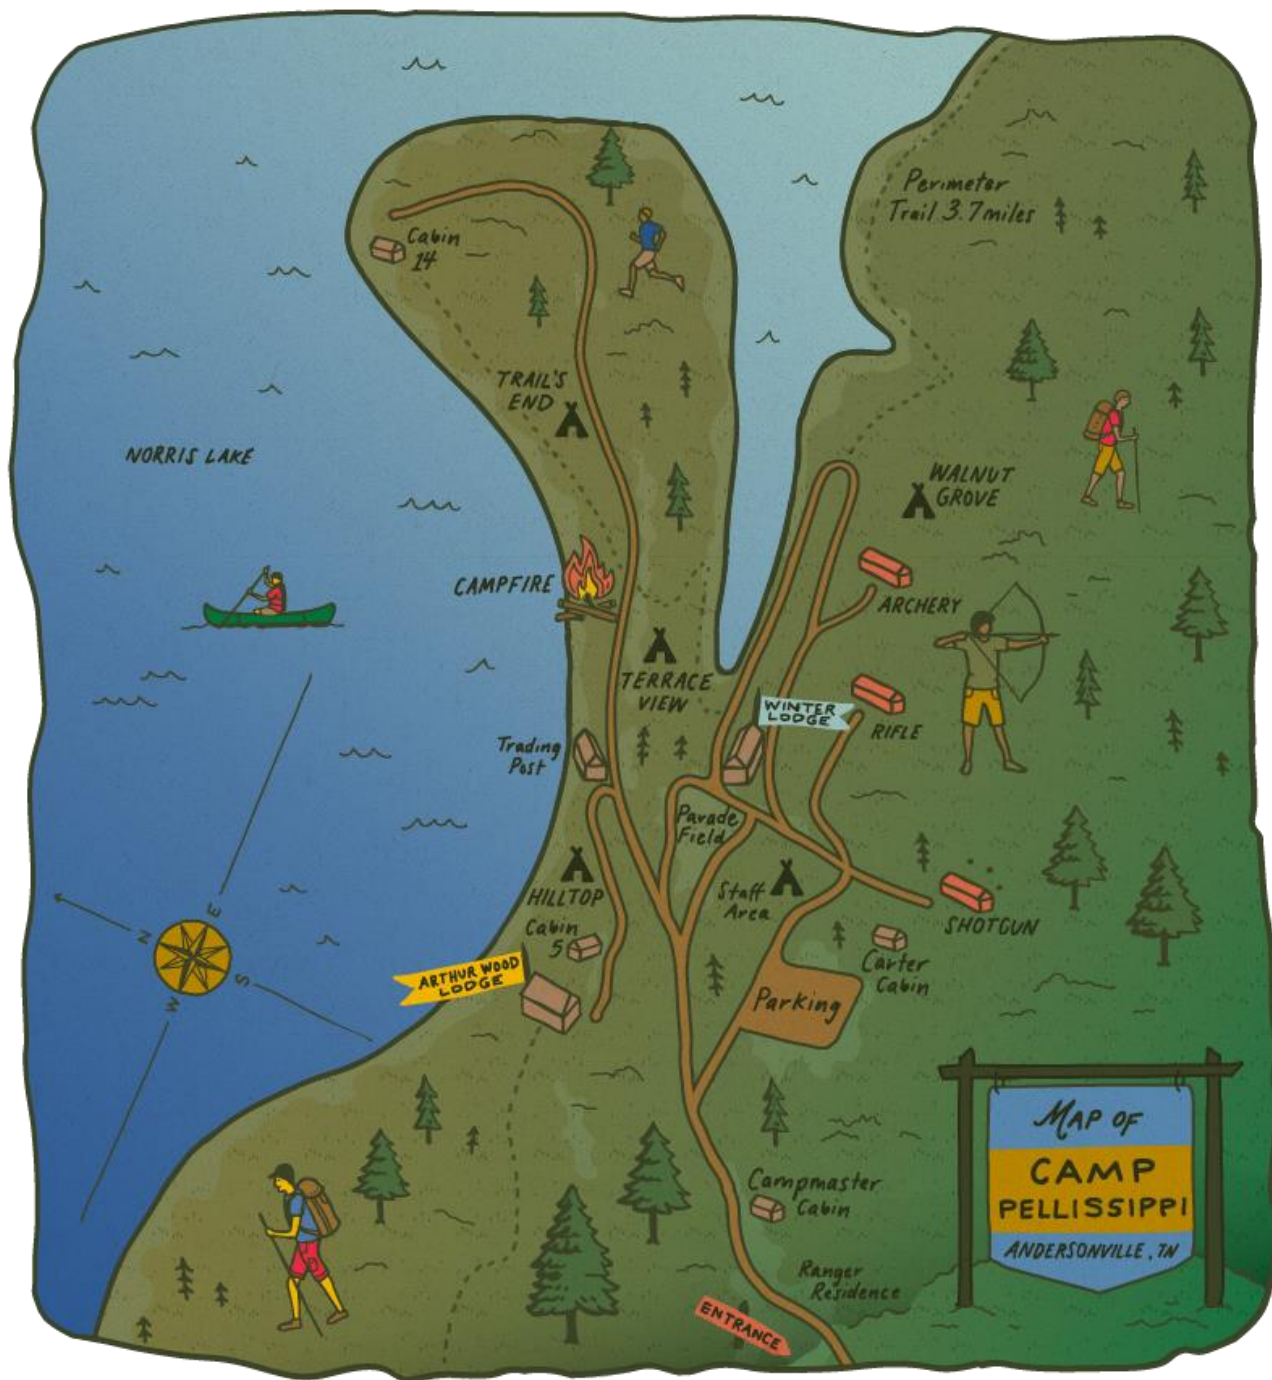 Perimeter
Trail 3.7 miles
Cabin
14
TRAIL'S
END
NORRIS LAKE
WALNUT
GROVE
CAMPFIRE
ARCHERY
TERRACE
VIEW
WINTER
LODGE
RIFLE
Trading
Post
Parade
Field
HILLTOP
Staff
Area
SHOTGUN
Cabin
5
Carter
Cabin
ARTHUR WOOD
LODGE
Parking
N
E
S
W
MAP OF
CAMP
PELLISSIPPI
ANDERSONVILLE, TN
Campmaster
Cabin
Ranger
Residence
ENTRANCE